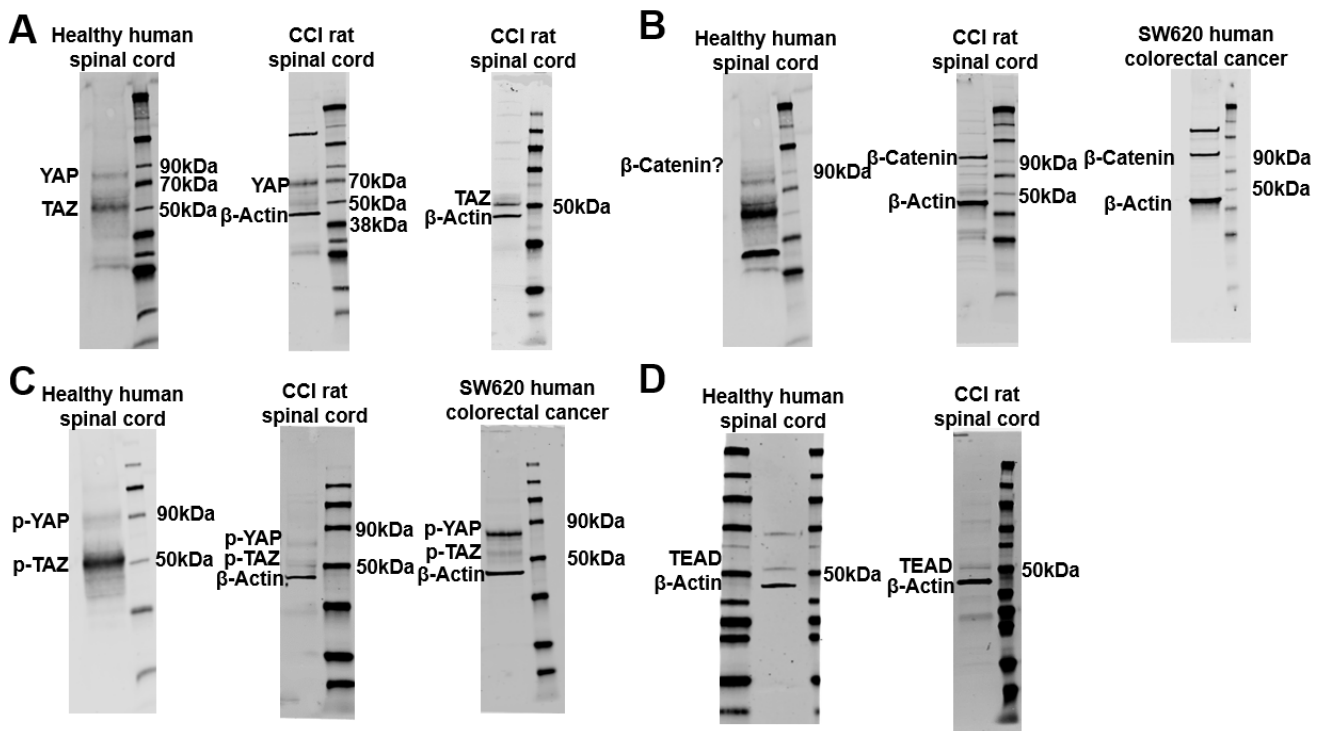 A
Healthy human
spinal cord
CCI rat
spinal cord
CCI rat
spinal cord
YAP
TAZ
90kDa
70kDa
50kDa
YAP
β-Actin
70kDa
50kDa
38kDa
TAZ
β-Actin
50kDa
B
Healthy human
spinal cord
CCI rat
spinal cord
SW620 human
colorectal cancer
β-Catenin?
90kDa
β-Catenin
β-Actin
90kDa
50kDa
β-Catenin
β-Actin
90kDa
50kDa
C
Healthy human
spinal cord
CCI rat
spinal cord
SW620 human
colorectal cancer
p-YAP
p-TAZ
90kDa
50kDa
p-YAP
p-TAZ
β-Actin
90kDa
50kDa
p-YAP
p-TAZ
β-Actin
90kDa
50kDa
D
Healthy human
spinal cord
CCI rat
spinal cord
TEAD
β-Actin
50kDa
TEAD
β-Actin
50kDa